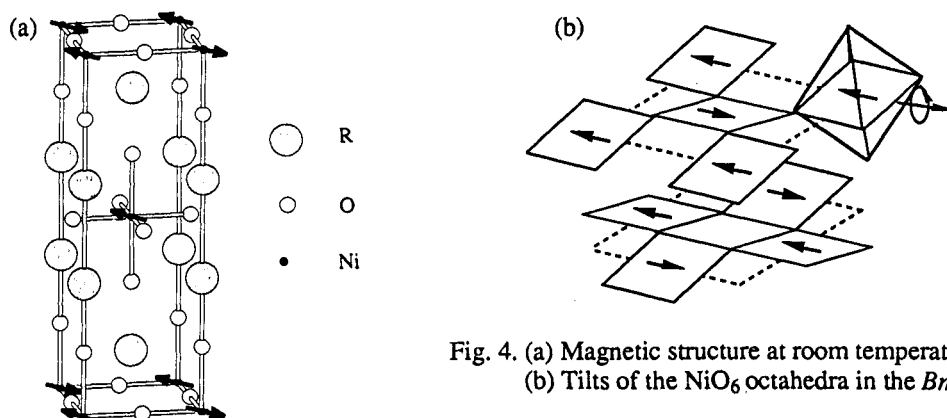 (a)
(b)
R
O
Ni
Fig. 4. (a) Magnetic structure at room temperat
(b) Tilts of the NiO6 octahedra in the Bn